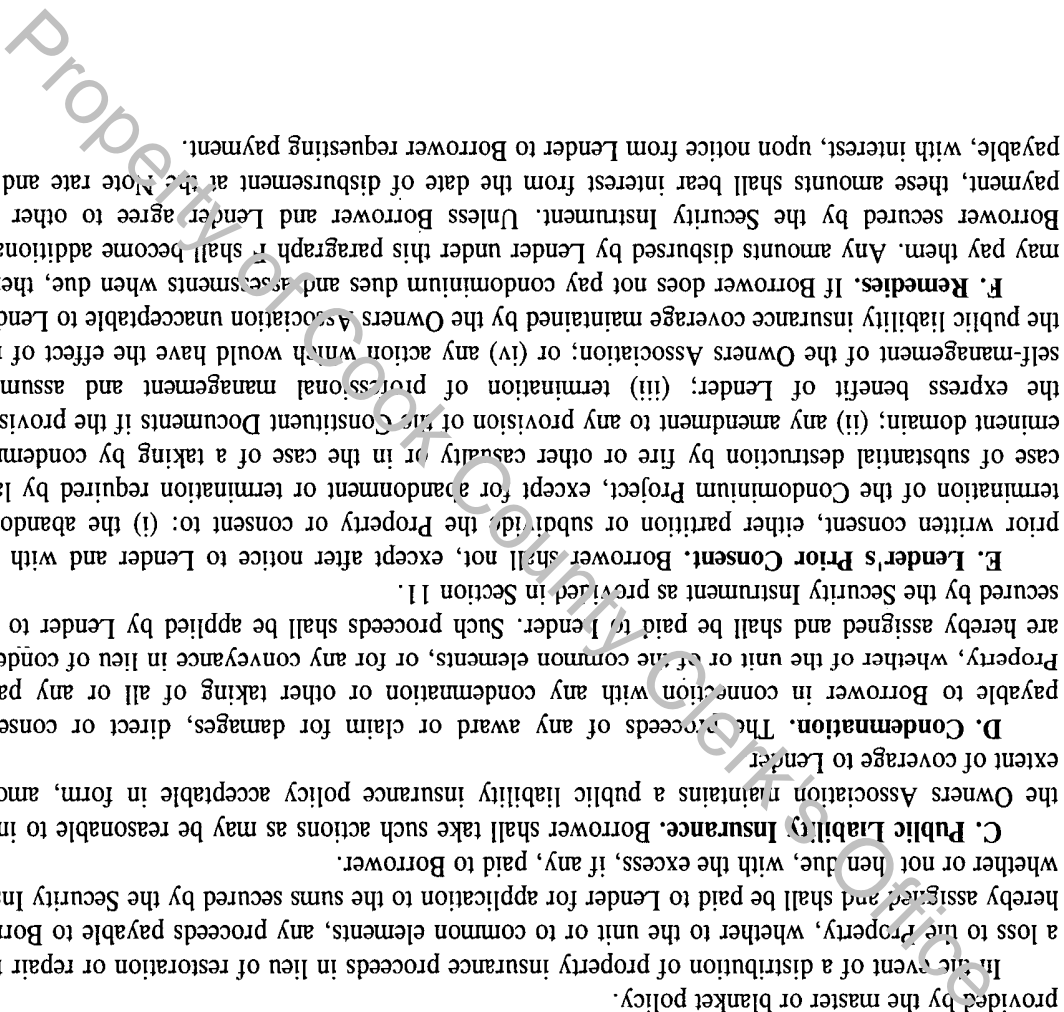 provided by the master or blanket policy.
In the event of a distribution of property insurance proceeds in lieu of restoration or repair
a loss to the Property, whether to the unit or to common elements, any proceeds payable to Borr
hereby assigned and shall be paid to Lender for application to the sums secured by the Security In
whether or not then due, with the excess, if any, paid to Borrower.
C. Public Liability Insurance. Borrower shall take such actions as may be reasonable to in
the Owners Association maintains a public liability insurance policy acceptable in form, amo
extent of coverage to Lender
D. Condemnation. The proceeds of any award or claim for damages, direct or conse
payable to Borrower in connection with any condemnation or other taking of all or any pa
Property, whether of the unit or of the common elements, or for any conveyance in lieu of conde
are hereby assigned and shall be paid to Lender. Such proceeds shall be applied by Lender to
secured by the Security Instrument as provided in Section 11.
E. Lender's Prior Consent. Borrower shall not, except after notice to Lender and with
prior written consent, either partition or subdivide the Property or consent to: (i) the abando
termination of the Condominium Project, except for abandonment or termination required by la
case of substantial destruction by fire or other casualty or in the case of a taking by condem
eminent domain; (ii) any amendment to any provision of the Constituent Documents if the provis
the express benefit of Lender; (iii) termination of professional management and assum
self-management of the Owners Association; or (iv) any action which would have the effect of
the public liability insurance coverage maintained by the Owners Association unacceptable to Lend
F. Remedies. If Borrower does not pay condominium dues and assessments when due, the
may pay them. Any amounts disbursed by Lender under this paragraph F shall become additiona
Borrower secured by the Security Instrument. Unless Borrower and Lender agree to other
payment, these amounts shall bear interest from the date of disbursement at the Note rate and
payable, with interest, upon notice from Lender to Borrower requesting payment.
Property of Cook County Clerk's Office